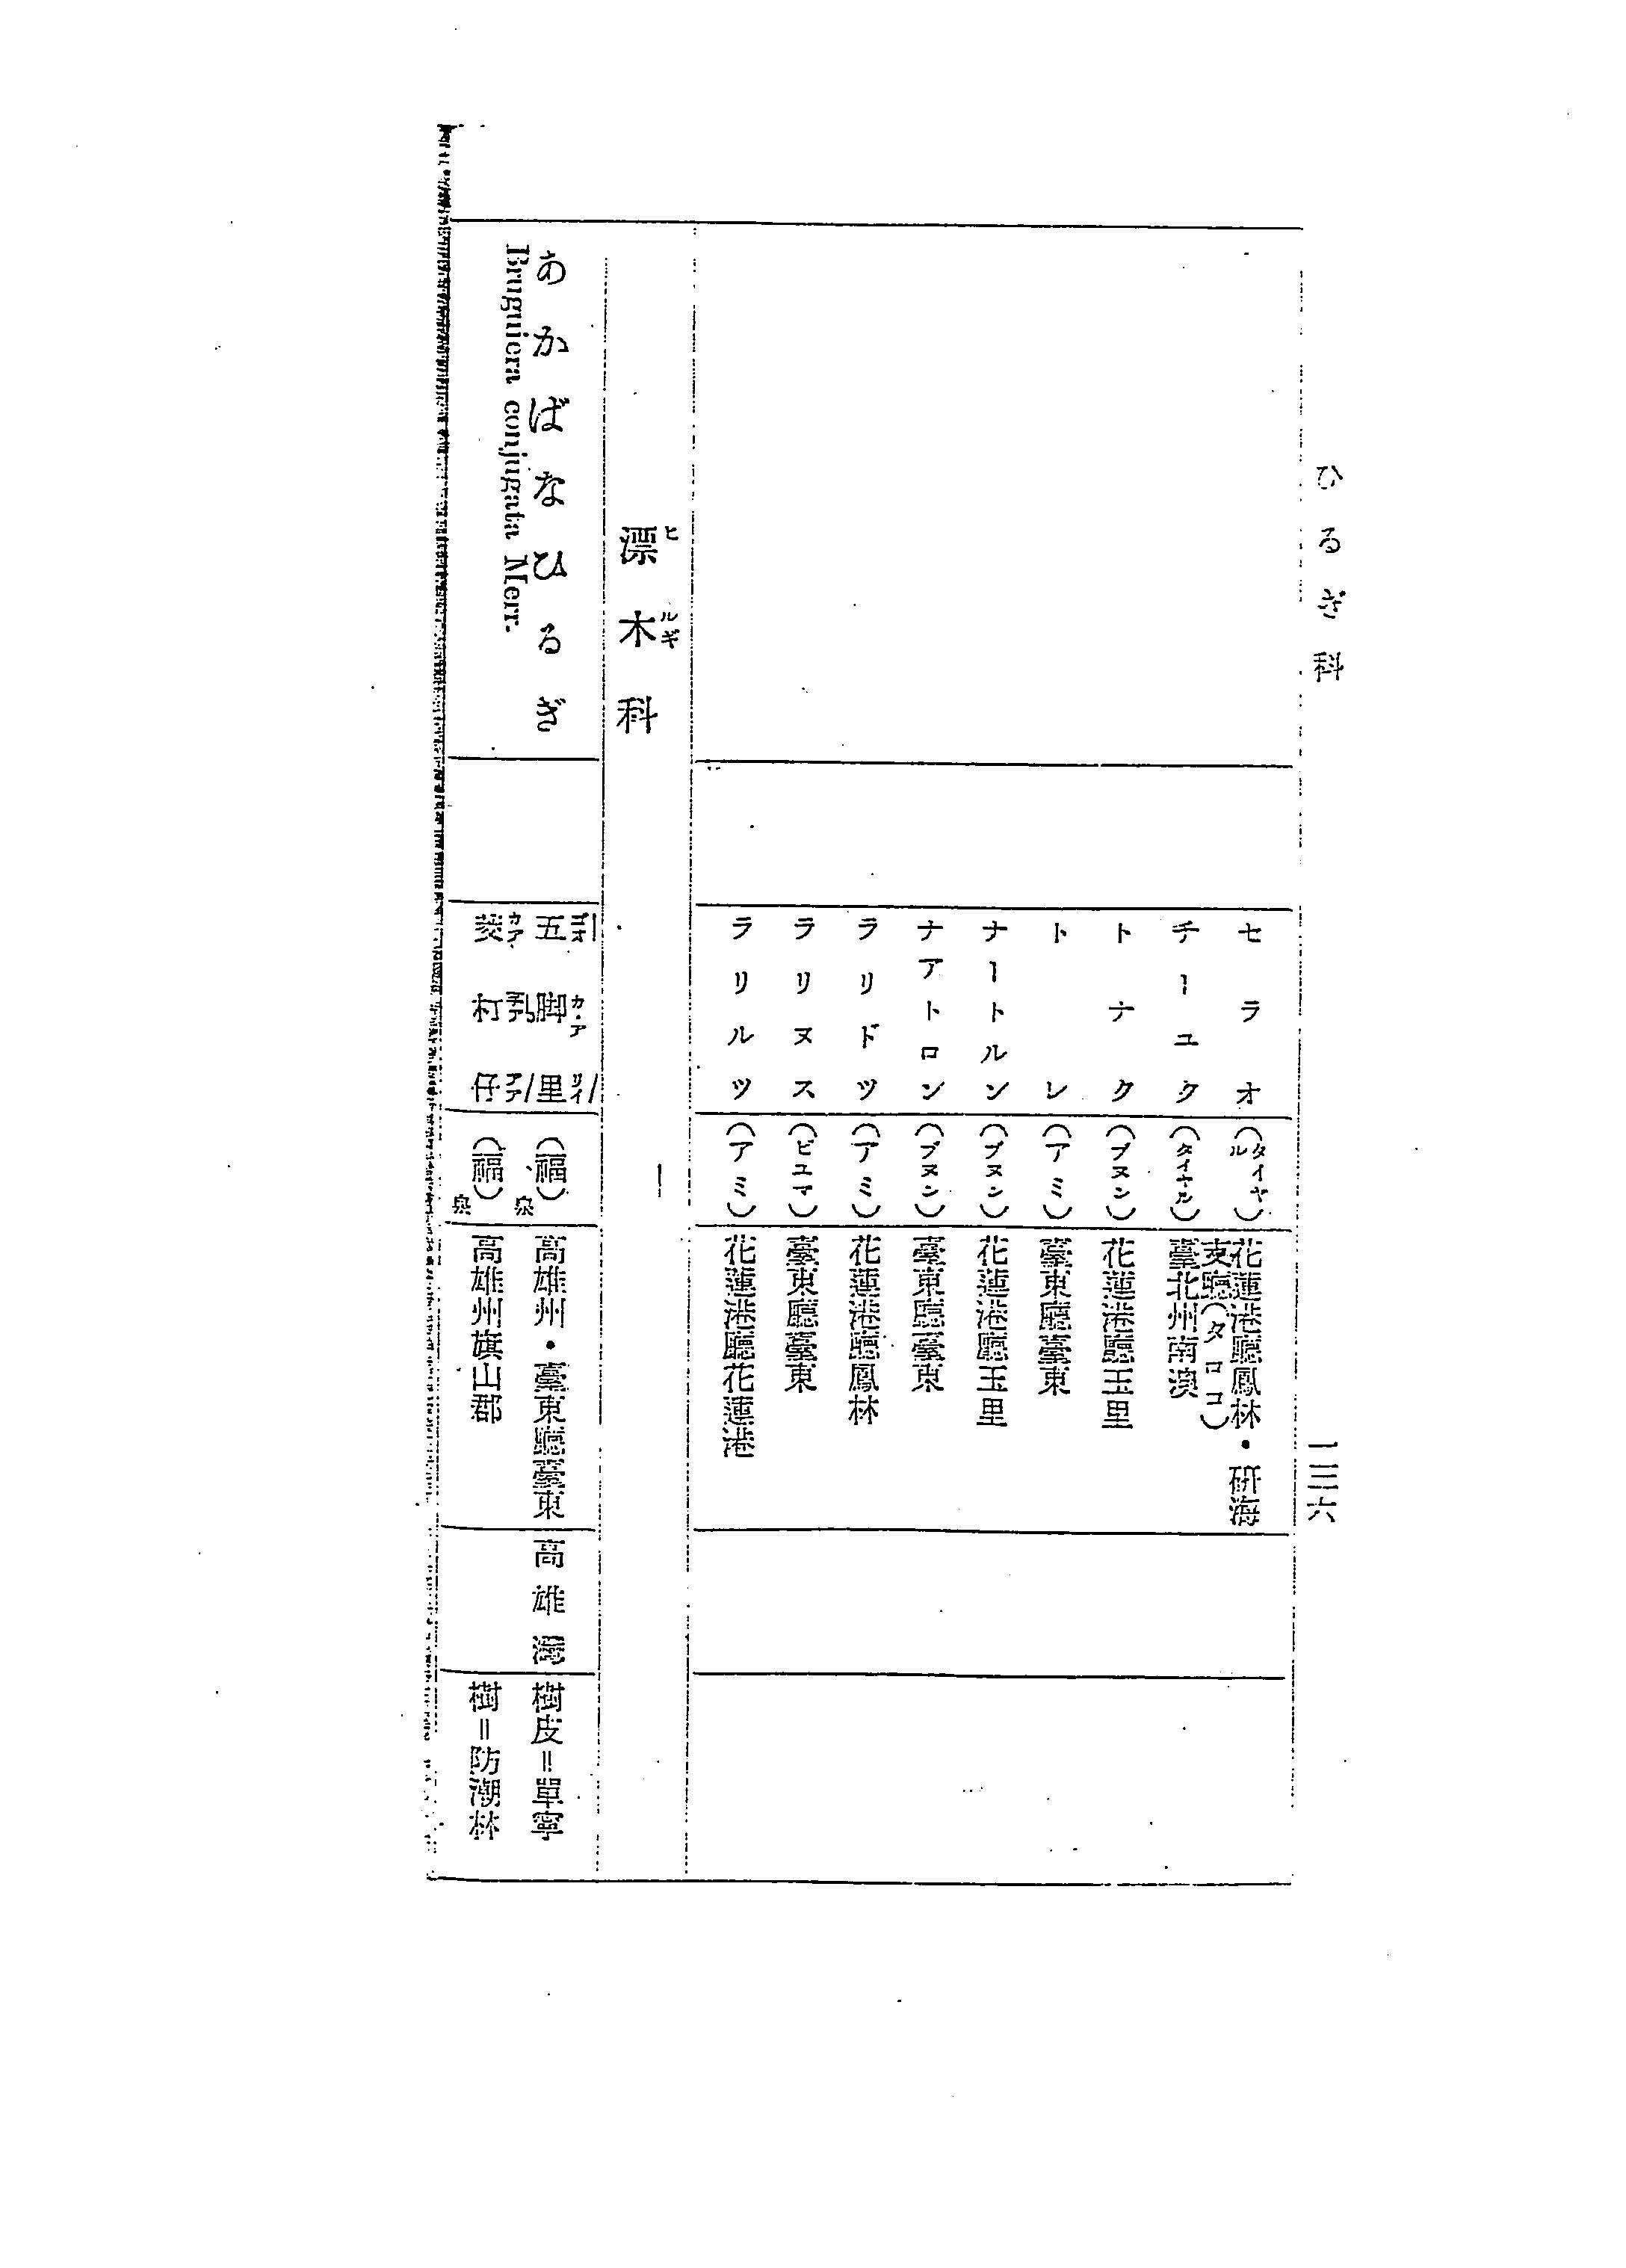 ひるぎ科
一三六
セラオ(タイヤル)花蓮港廳鳳林・研海支廳(タロコ)
チーユク(タイヤル)臺北州南澳
トナク(ブヌン)花蓮港廳玉里
トレ(アミ)臺東廳臺東
ナートルン(ブヌン)花蓮港廳玉里
ナアトロン(ブヌン)臺東廳臺東
ラリドツ(アミ)花蓮港廳鳳林
ラリヌス(ピユマ)臺東廳臺東
ラリルツ(アミ)花蓮港廳花蓮港
漂木科
ヒルギ
あかばなひるぎ
Bruguiera conjugata Merr.
五脚里(福)泉 高雄州・臺東廳臺東 高雄灣 樹皮=單寧
茭杔仔(福)泉 高雄州旗山郡 樹=防潮林